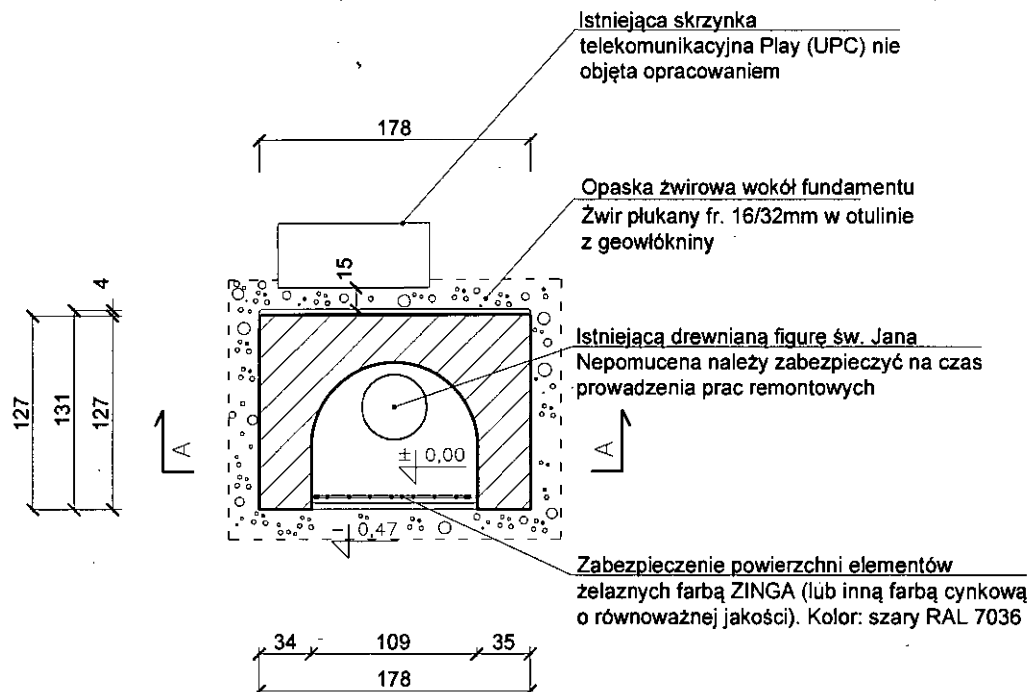 Istniejąca skrzynka
telekomunikacyjna Play (UPC) nie
objęta opracowaniem
178
Opaska żwirowa wokół fundamentu
Żwir płukany fr. 16/32mm w otulinie
z geowłókniny
15
4
Istniejącą drewnianą figurę św. Jana
Nepomucena należy zabezpieczyć na czas
prowadzenia prac remontowych
127
131
127
A
A
± 0,00
- 0,47
Zabezpieczenie powierzchni elementów
żelaznych farbą ZINGA (lub inną farbą cynkową
o równoważnej jakości). Kolor: szary RAL 7036
34
109
35
178